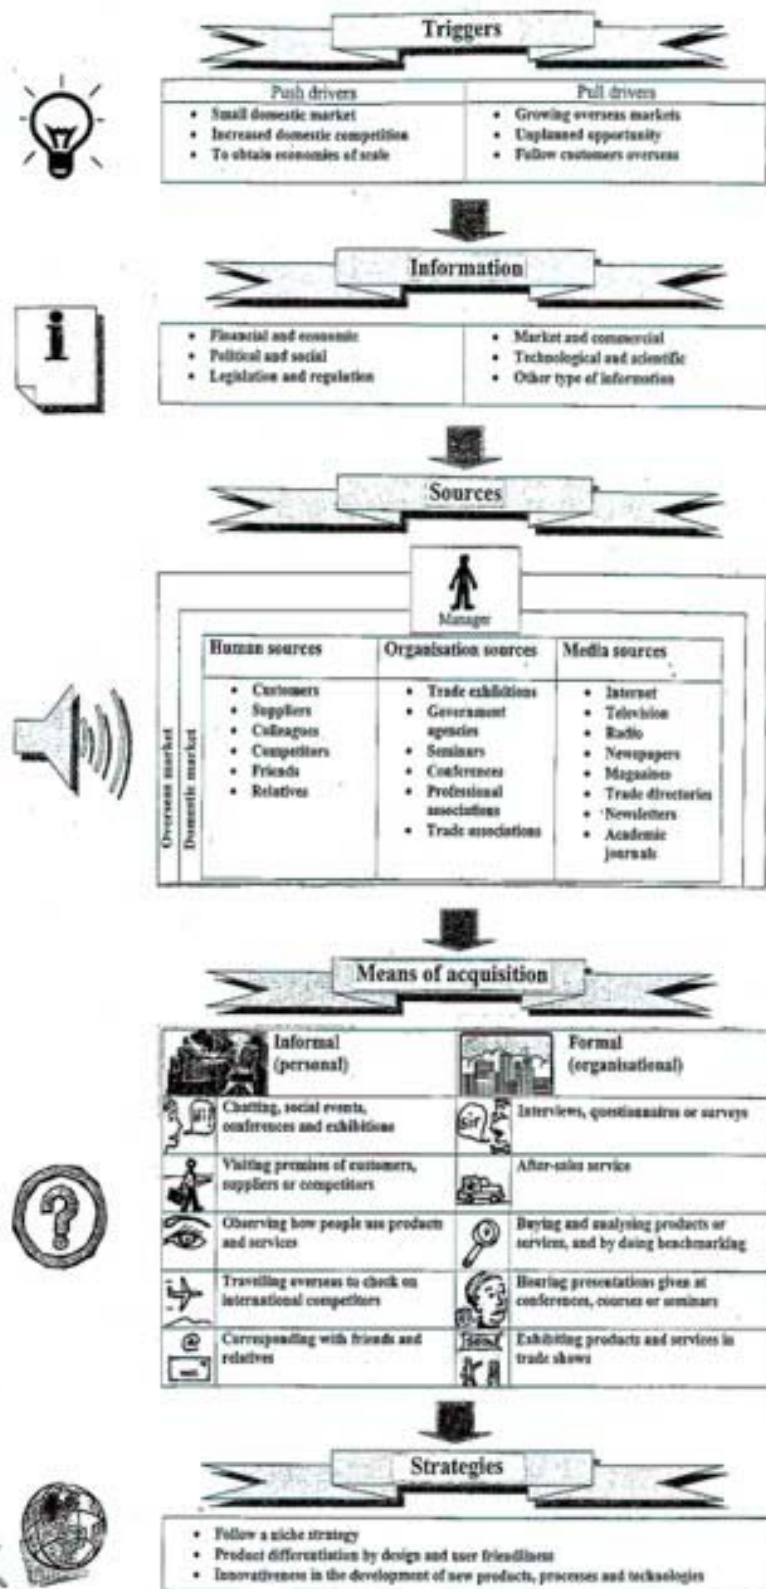 Triggers
Push drivers
• Small domestic market
• Increased domestic competition
• To obtain economies of scale
Pull drivers
• Growing overseas markets
• Unplanned opportunity
• Follow customers overseas
Information
• Financial and economic
• Political and social
• Legislation and regulation
• Market and commercial
• Technological and scientific
• Other type of information
i
Sources
Manager
Overseas market
Domestic market
Human sources
• Customers
• Suppliers
• Colleagues
• Competitors
• Friends
• Relatives
Organisation sources
• Trade exhibitions
• Government
agencies
• Seminars
• Conferences
• Professional
associations
• Trade associations
Media sources
• Internet
• Television
• Radio
• Newspapers
• Magazines
• Trade directories
• Newsletters
• Academic
journals
Means of acquisition
Informal
(personal)
Formal
(organisational)
Chatting, social events,
conferences and exhibitions
Interviews, questionnaires or surveys
Visiting premises of customers,
suppliers or competitors
After-sales service
?
Observing how people use products
and services
Buying and analysing products or
services, and by doing benchmarking
Travelling overseas to check on
international competitors
Hearing presentations given at
conferences, courses or seminars
@
Corresponding with friends and
relatives
Exhibiting products and services in
trade shows
Strategies
• Follow a niche strategy
• Product differentiation by design and user friendliness
• Innovativeness in the development of new products, processes and technologies